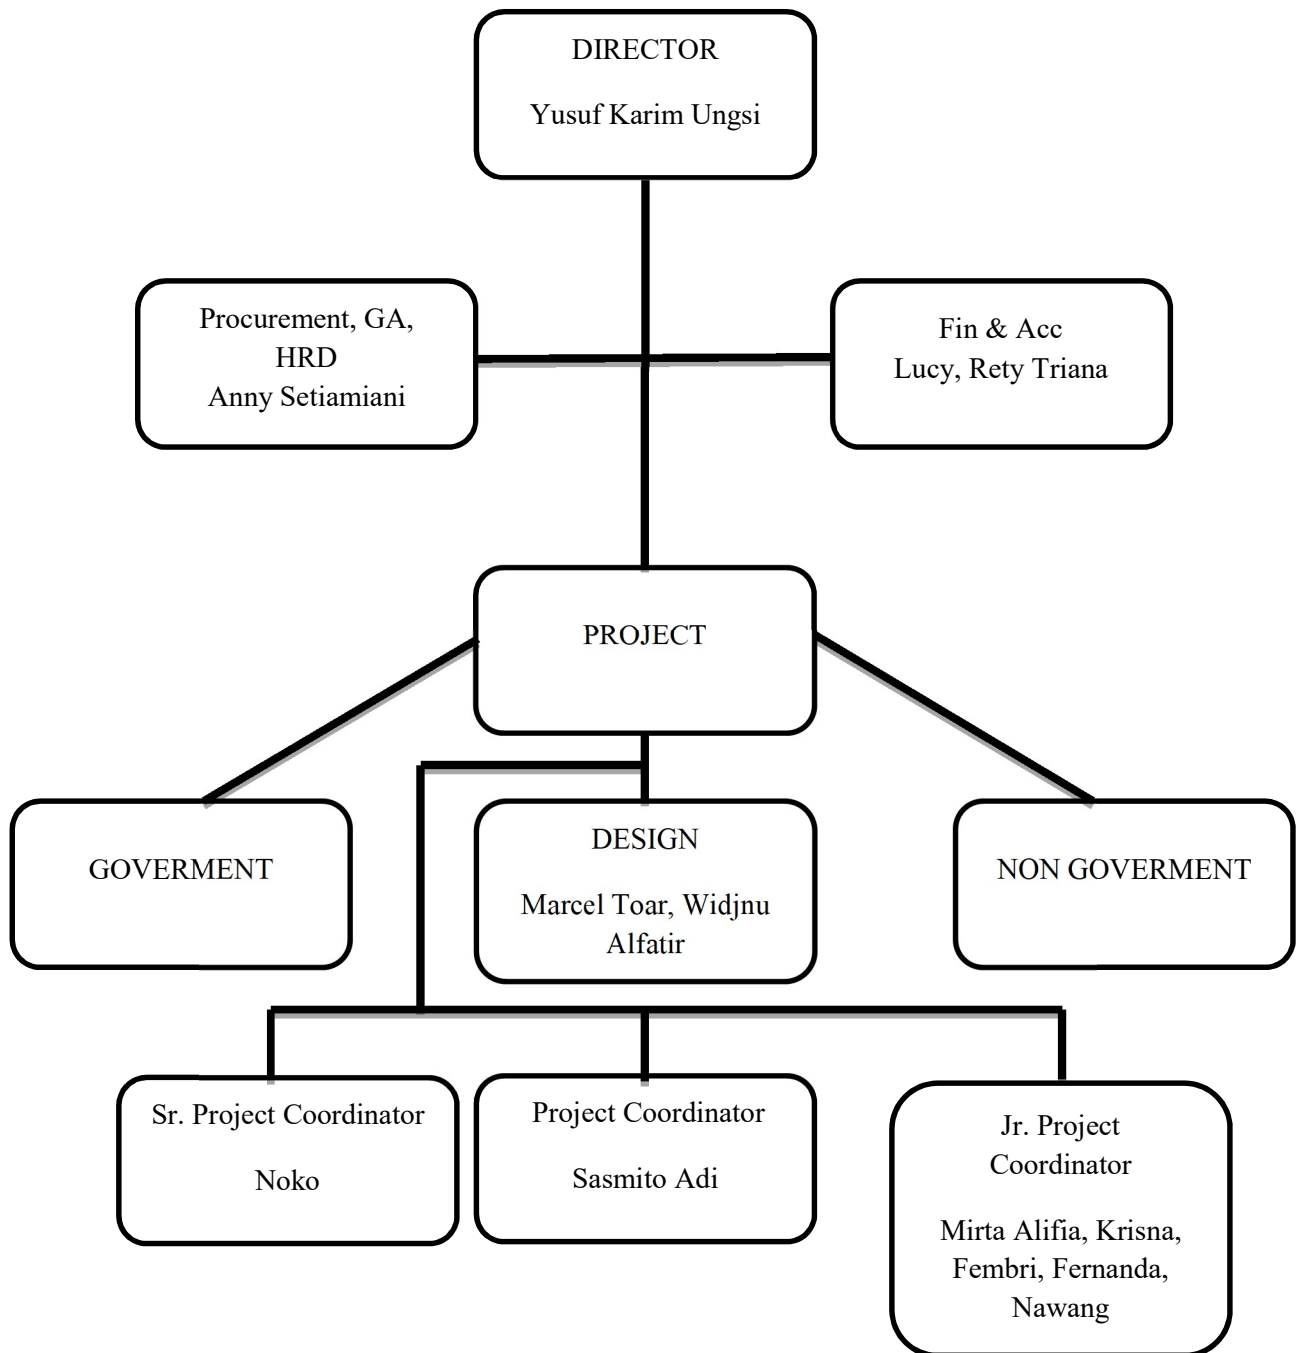 DIRECTOR
Yusuf Karim Ungsi
Procurement, GA,
HRD
Anny Setiamiani
Fin & Acc
Lucy, Rety Triana
PROJECT
GOVERMENT
DESIGN
Marcel Toar, Widjnu
Alfatir
NON GOVERMENT
Sr. Project Coordinator
Noko
Project Coordinator
Sasmito Adi
Jr. Project
Coordinator
Mirta Alifia, Krisna,
Fembri, Fernanda,
Nawang